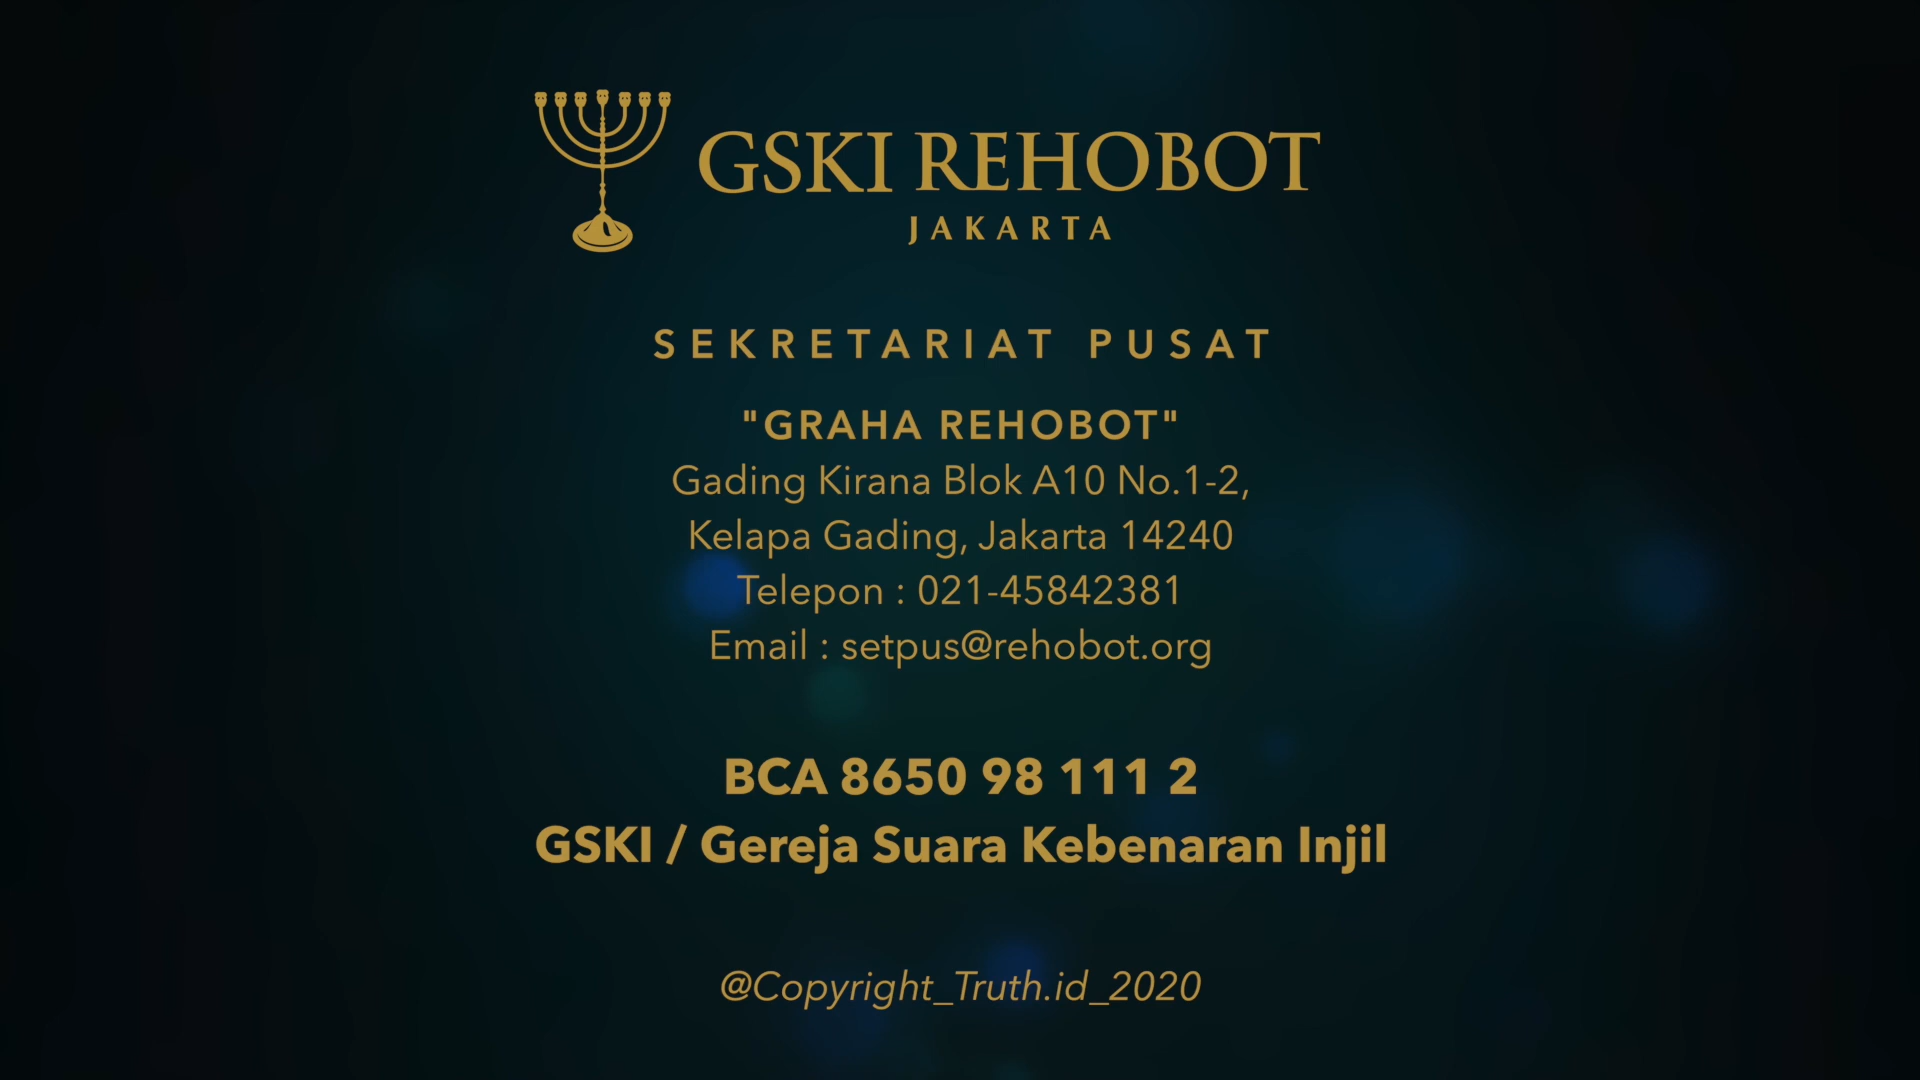 GSKI REHOBOT
JAKARTA
SEKRETARIAT PUSAT
"GRAHA REHOBOT"
Gading Kirana Blok A10 No.1-2,
Kelapa Gading, Jakarta 14240
Telepon : 021-45842381
Email : setpus@rehobot.org
BCA 8650 98 111 2
GSKI / Gereja Suara Kebenaran Injil
@Copyright_Truth.id_2020